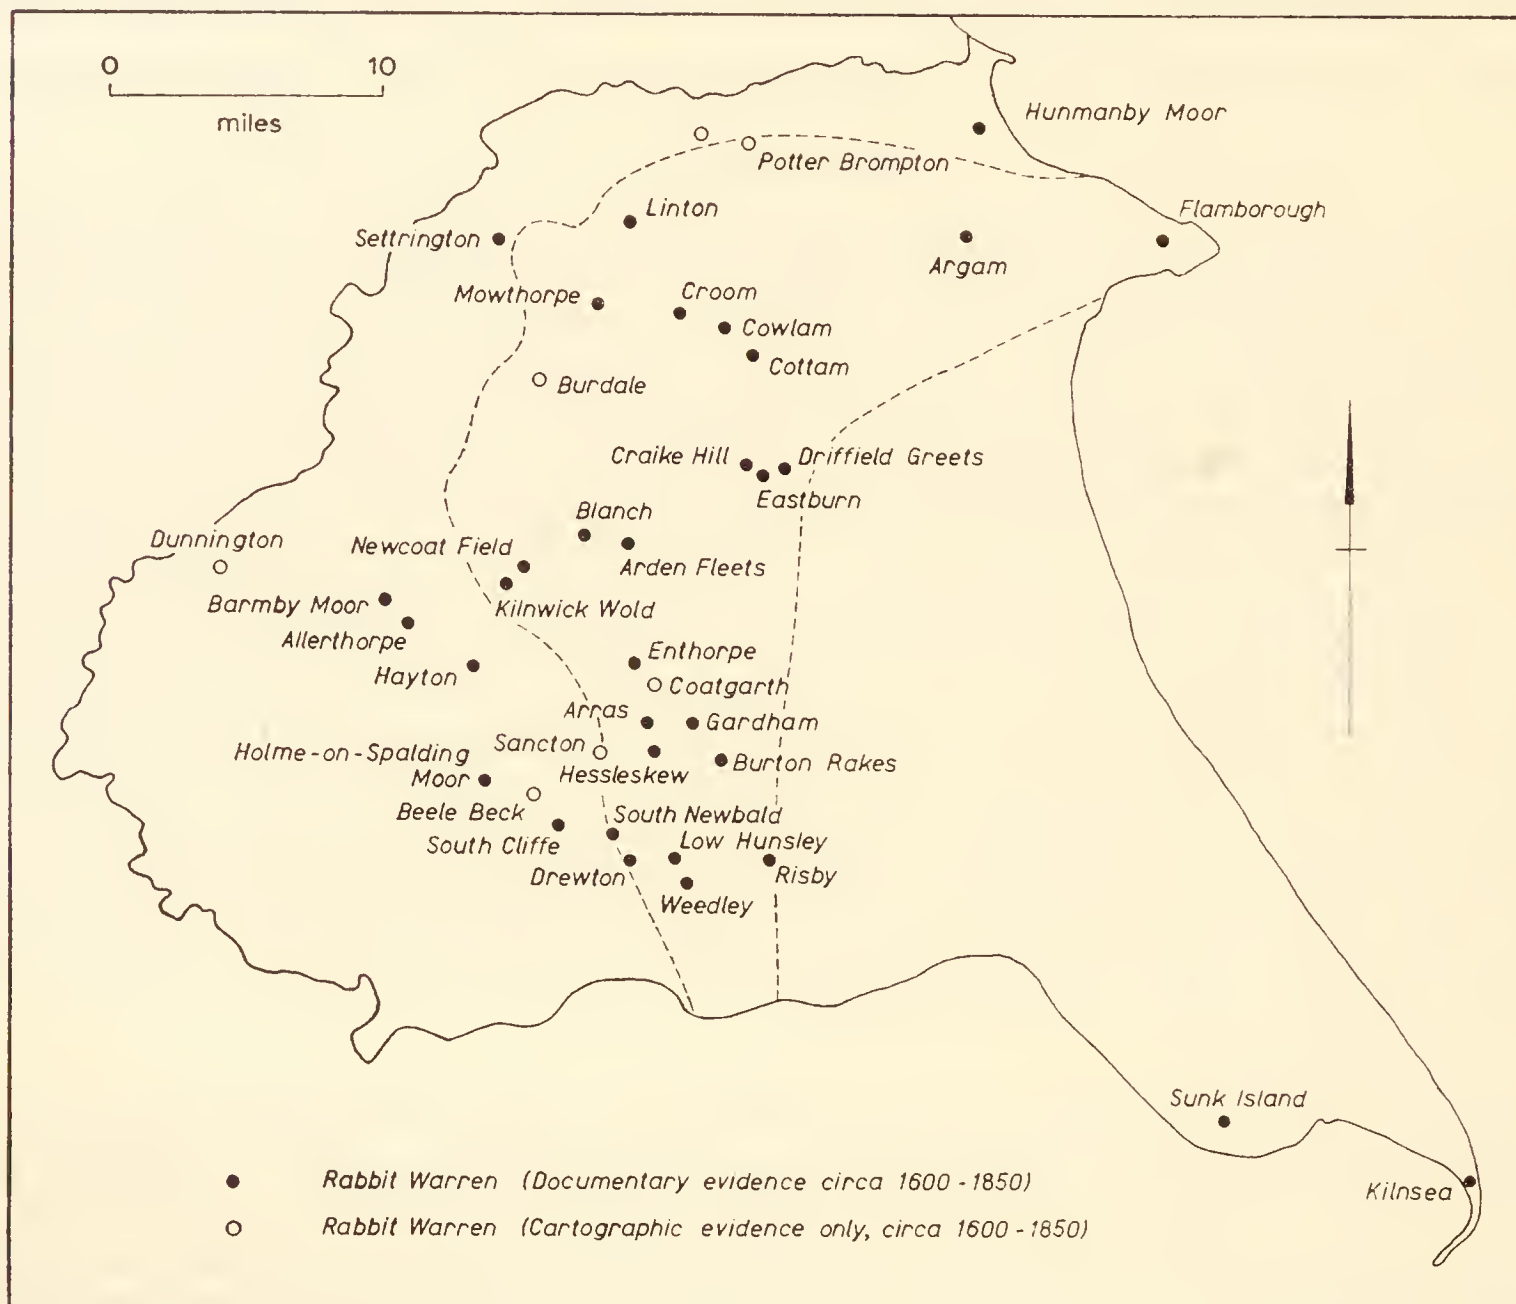 0 10
miles
Hunmanby Moor
Potter Brompton
Flamborough
Linton
Settrington
Argam
Mowthorpe
Croom
Cowlam
Cottam
Burdale
Craike Hill
Driffield Greets
Eastburn
Blanch
Dunnington
Newcoat Field
Arden Fleets
Barmby Moor
Kilnwick Wold
Allerthorpe
Enthorpe
Hayton
Coatgarth
Arras
Gardham
Sancton
Holme-on-Spalding
Moor
Hessleskew
Burton Rakes
Beele Beck
South Newbald
South Cliffe
Low Hunsley
Drewton
Risby
Weedley
Sunk Island
Kilnsea
Rabbit Warren (Documentary evidence circa 1600-1850)
Rabbit Warren (Cartographic evidence only, circa 1600-1850)